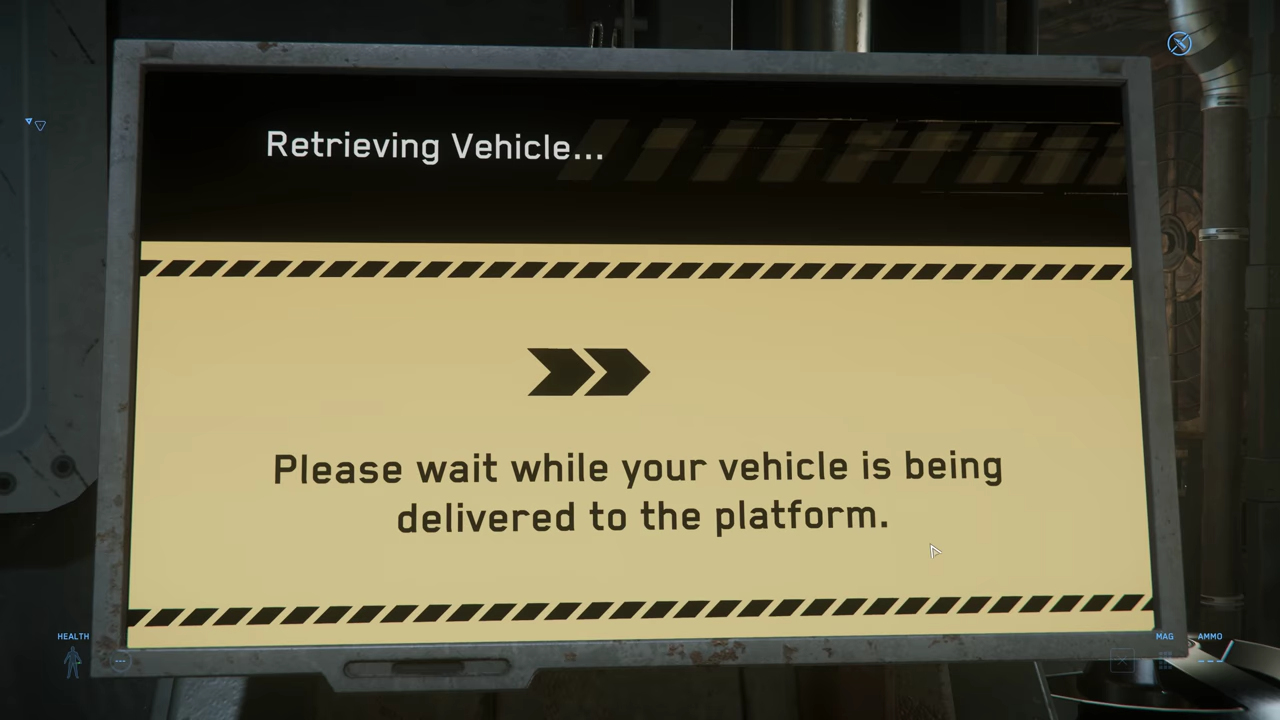 Retrieving Vehicle...
Please wait while your vehicle is being
delivered to the platform.
HEALTH
MAG AMMO